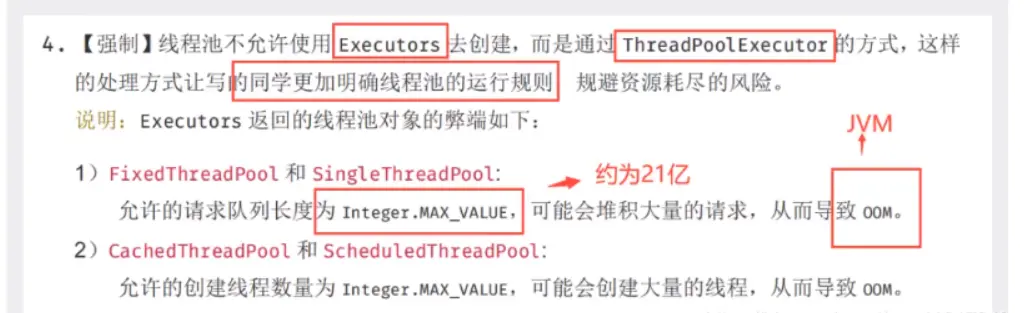 4. 【强制】线程池不允许使用 Executors 去创建，而是通过 ThreadPoolExecutor 的方式，这样
的处理方式让写的同学更加明确线程池的运行规则 规避资源耗尽的风险。
说明：Executors 返回的线程池对象的弊端如下：
JVM
1）FixedThreadPool 和 SingleThreadPool:
约为21亿
允许的请求队列长度为 Integer.MAX_VALUE，可能会堆积大量的请求，从而导致 OOM。
2）CachedThreadPool 和 ScheduledThreadPool:
允许的创建线程数量为 Integer.MAX_VALUE，可能会创建大量的线程，从而导致 OOM。